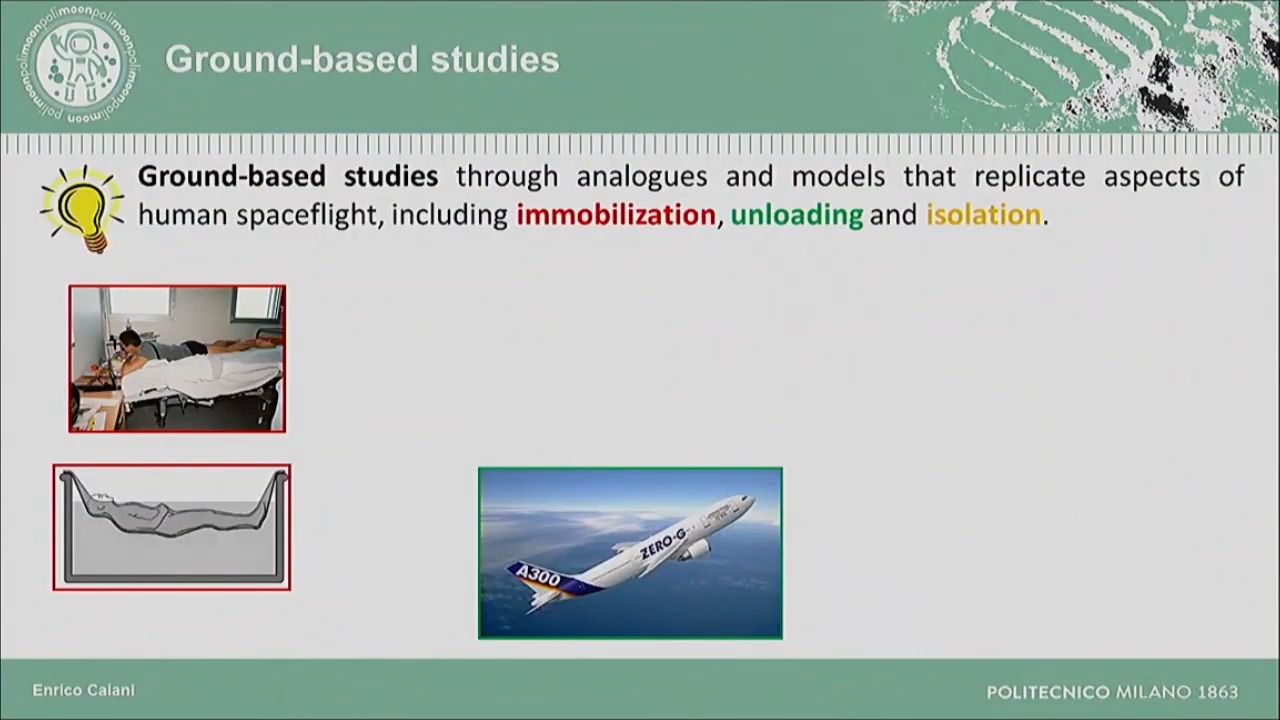 polimoonpolimoonpolimoonpolimoon
Ground-based studies
Ground-based studies through analogues and models that replicate aspects of
human spaceflight, including immobilization, unloading and isolation.
ZERO-G
A300
Enrico Caiani
POLITECNICO MILANO 1863